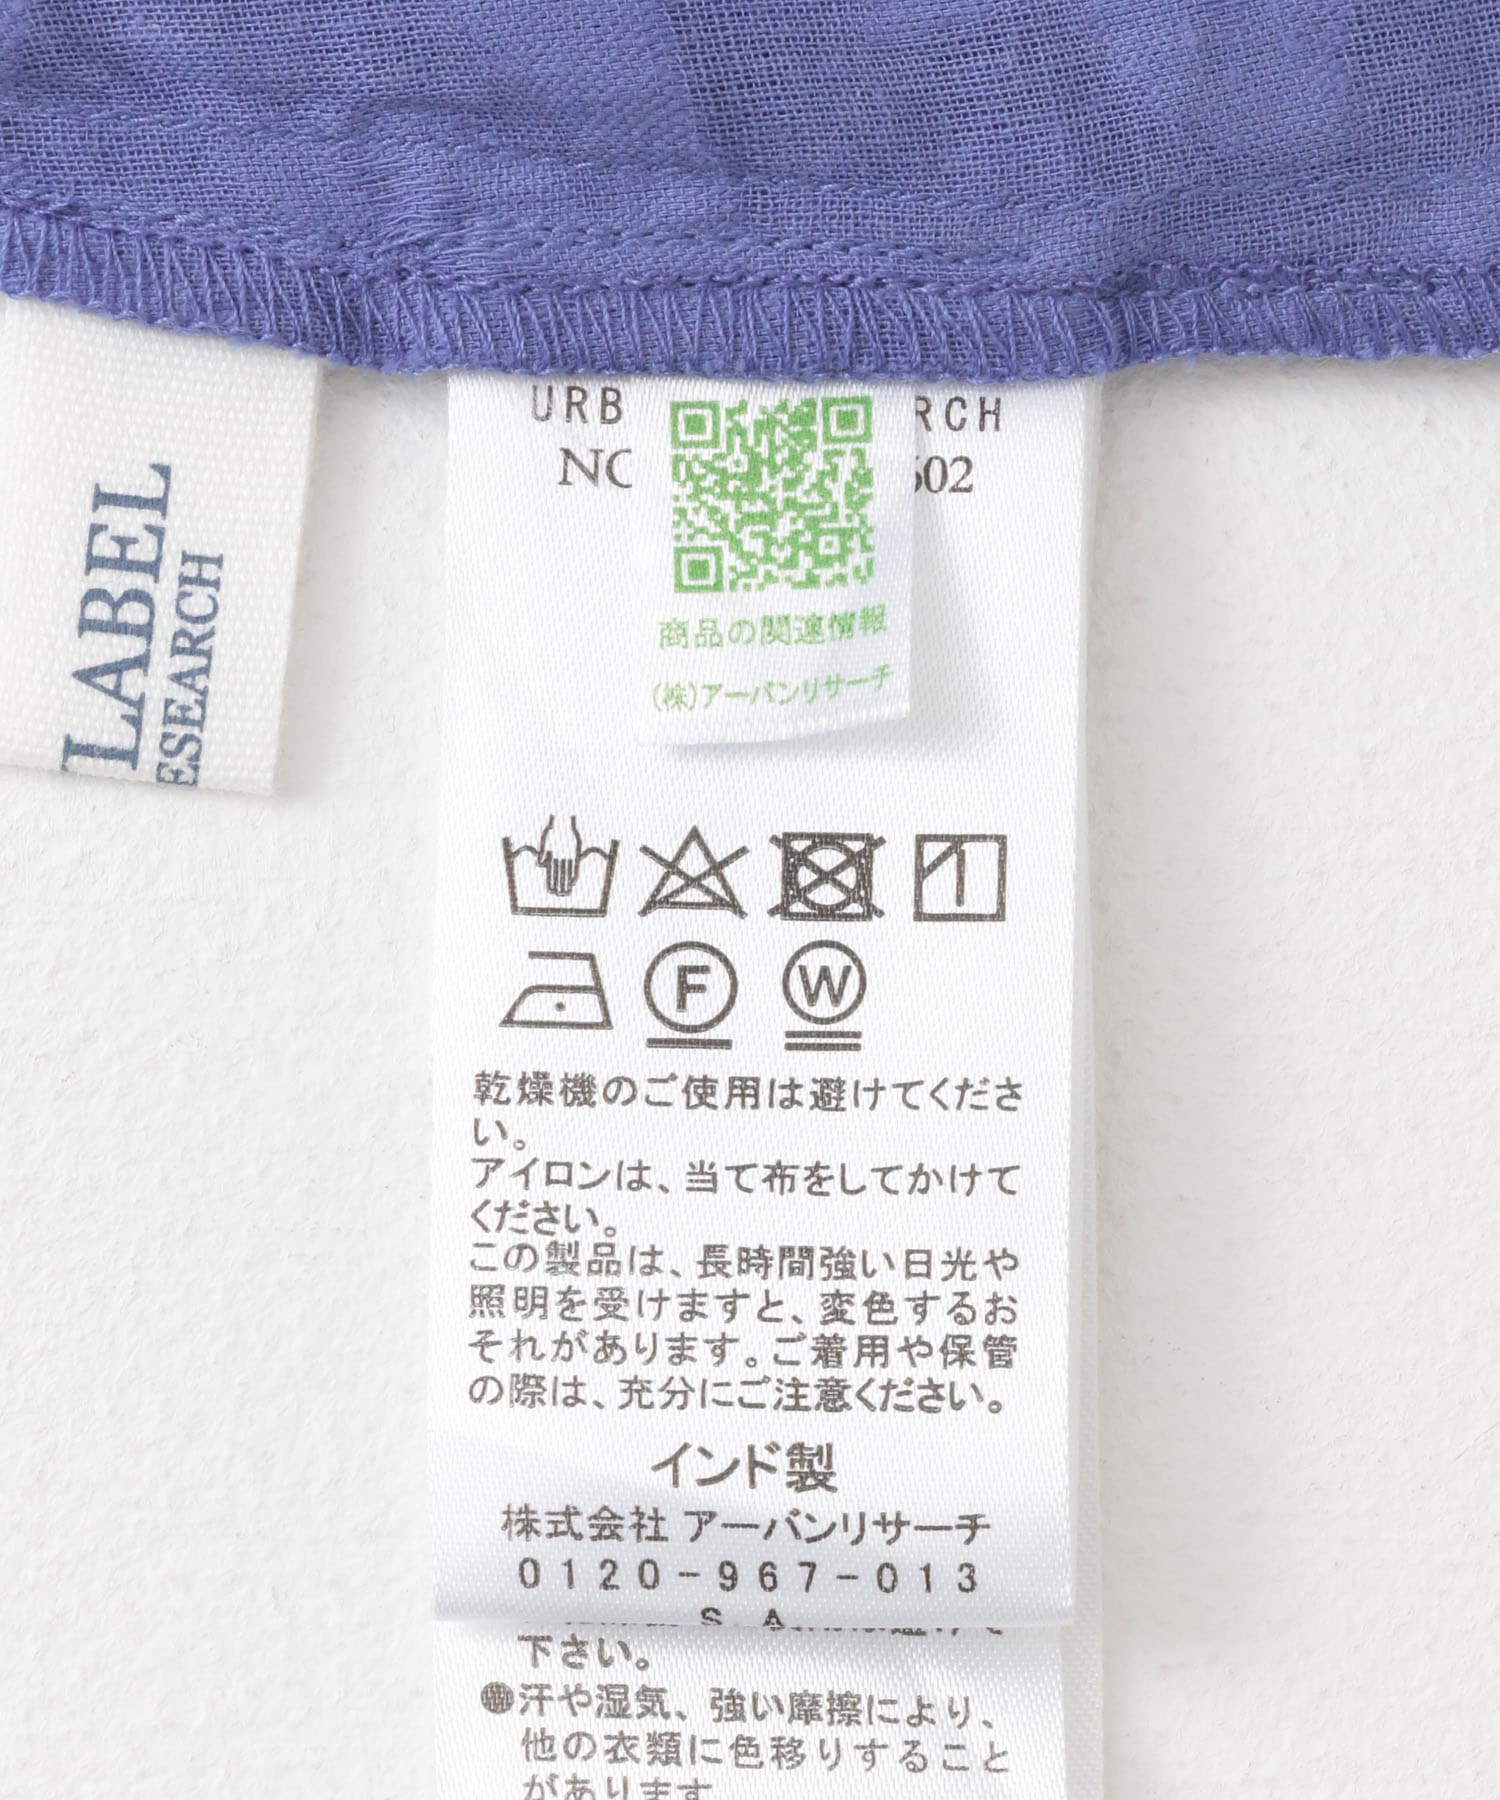 LABEL
ESEARCH
URB
RCH
NO
602
商品の関連情報
(株)アーバンリサーチ
F
W
乾燥機のご使用は避けてくださ
い。
アイロンは、当て布をしてかけて
ください。
この製品は、長時間強い日光や
照明を受けますと、変色するお
それがあります。ご着用や保管
の際は、充分にご注意ください。
インド製
株式会社 アーバンリサーチ
0120-967-013
S. A
下さい。
●汗や湿気、強い摩擦により、
他の衣類に色移りすること
があります